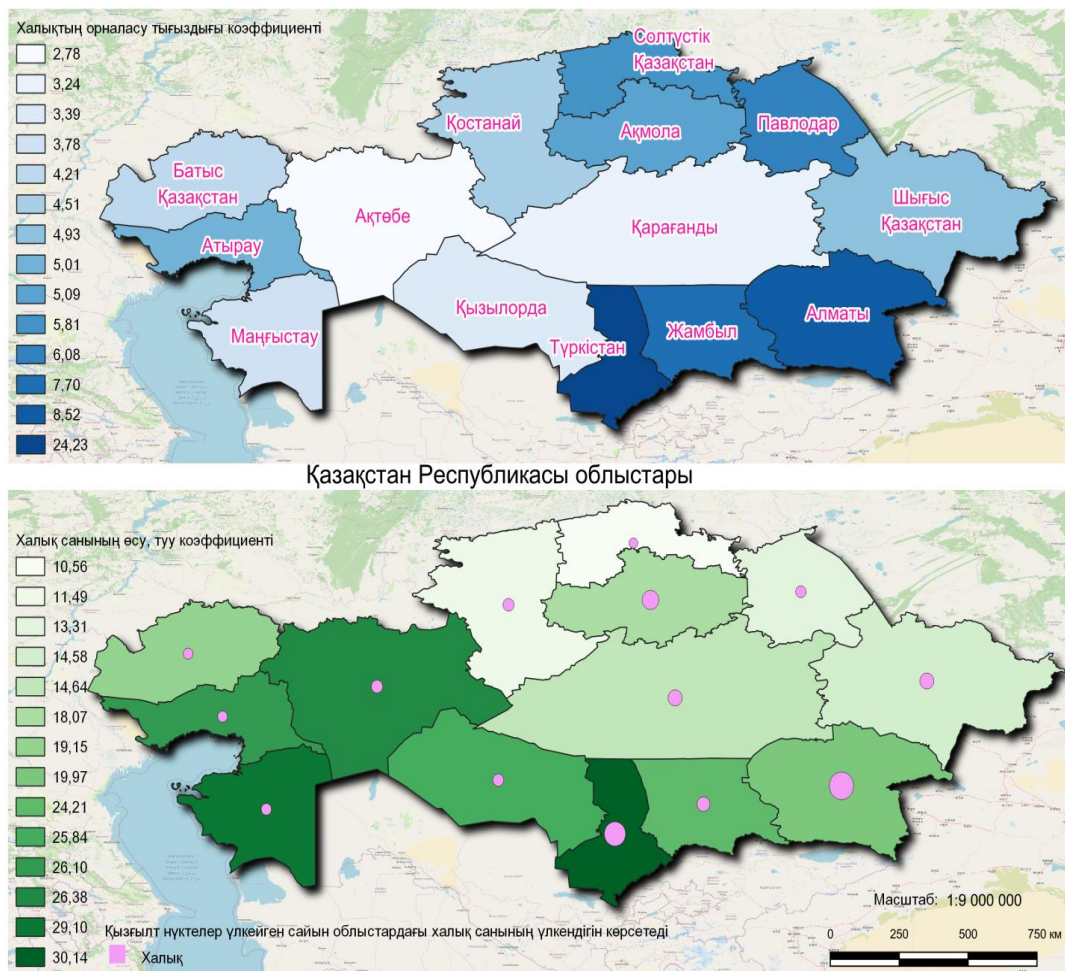 Халықтың орналасу тығыздығы коэффициенті
2,78
3,24
3,39
3,78
4,21
4,51
4,93
5,01
5,09
5,81
6,08
7,70
8,52
24,23
Солтүстік
Қазақстан
Қостанай
Ақмола
Павлодар
Батыс
Қазақстан
Ақтөбе
Қарағанды
Шығыс
Қазақстан
Атырау
Маңғыстау
Қызылорда
Түркістан
Жамбыл
Алматы
Қазақстан Республикасы облыстары
Халық санының өсу, туу коэффициенті
10,56
11,49
13,31
14,58
14,64
18,07
19,15
19,97
24,21
25,84
26,10
26,38
29,10
30,14
Қызғылт нүктелер үлкейген сайын облыстардағы халық санының үлкендігін көрсетеді
Халық
Масштаб: 1:9 000 000
0 250 500 750 км